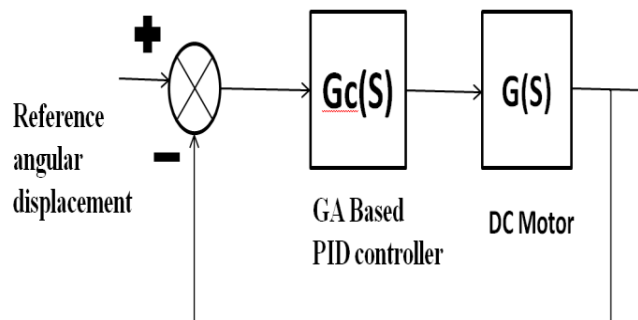 +
Reference
angular
displacement
−
Gc(S)
GA Based
PID controller
G(S)
DC Motor